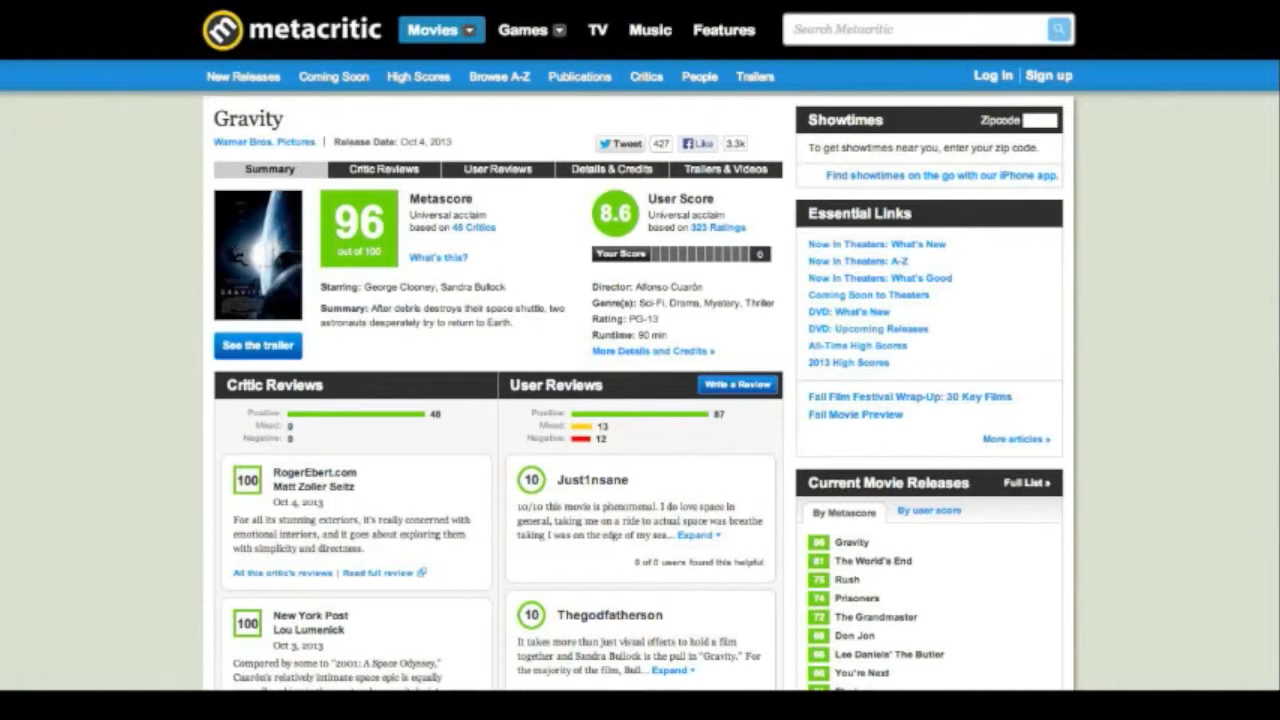 metacritic Movies Games TV Music Features Search Metacritic
New Releases Coming Soon High Scores Browse A-Z Publications Critics People Trailers Log In | Sign up
Gravity
Warner Bros. Pictures | Release Date: Oct 4, 2013
Tweet 427 Like 3.3k
Summary Critic Reviews User Reviews Details & Credits Trailers & Videos
GRAVITY
See the trailer
96
out of 100
Metascore
Universal acclaim
based on 48 Critics
What's this?
8.6
User Score
Universal acclaim
based on 323 Ratings
Your Score 0
Starring: George Clooney, Sandra Bullock
Summary: After debris destroys their space shuttle, two
astronauts desperately try to return to Earth.
Director: Alfonso Cuarón
Genre(s): Sci-Fi, Drama, Mystery, Thriller
Rating: PG-13
Runtime: 90 min
More Details and Credits »
Critic Reviews
Positive: 48
Mixed: 0
Negative: 0
100
RogerEbert.com
Matt Zoller Seitz
Oct 4, 2013
For all its stunning exteriors, it's really concerned with
emotional interiors, and it goes about exploring them
with simplicity and directness.
All this critic's reviews | Read full review
100
New York Post
Lou Lumenick
Oct 3, 2013
Compared by some to "2001: A Space Odyssey,"
Cuarón's relatively intimate space epic is equally
User Reviews Write a Review
Positive: 87
Mixed: 13
Negative: 12
10
Just1nsane
10/10 this movie is phenomenal. I do love space in
general, taking me on a ride to actual space was breathe
taking I was on the edge of my sea... Expand
0 of 0 users found this helpful
10
Thegodfatherson
It takes more than just visual effects to hold a film
together and Sandra Bullock is the pull in "Gravity." For
the majority of the film, Bull... Expand
Showtimes Zipcode
To get showtimes near you, enter your zip code.
Find showtimes on the go with our iPhone app.
Essential Links
Now In Theaters: What's New
Now In Theaters: A-Z
Now In Theaters: What's Good
Coming Soon to Theaters
DVD: What's New
DVD: Upcoming Releases
All-Time High Scores
2013 High Scores
Fall Film Festival Wrap-Up: 30 Key Films
Fall Movie Preview
More articles »
Current Movie Releases Full List »
By Metascore By user score
96 Gravity
81 The World's End
75 Rush
74 Prisoners
72 The Grandmaster
Don Jon
Lee Daniels' The Butler
You're Next